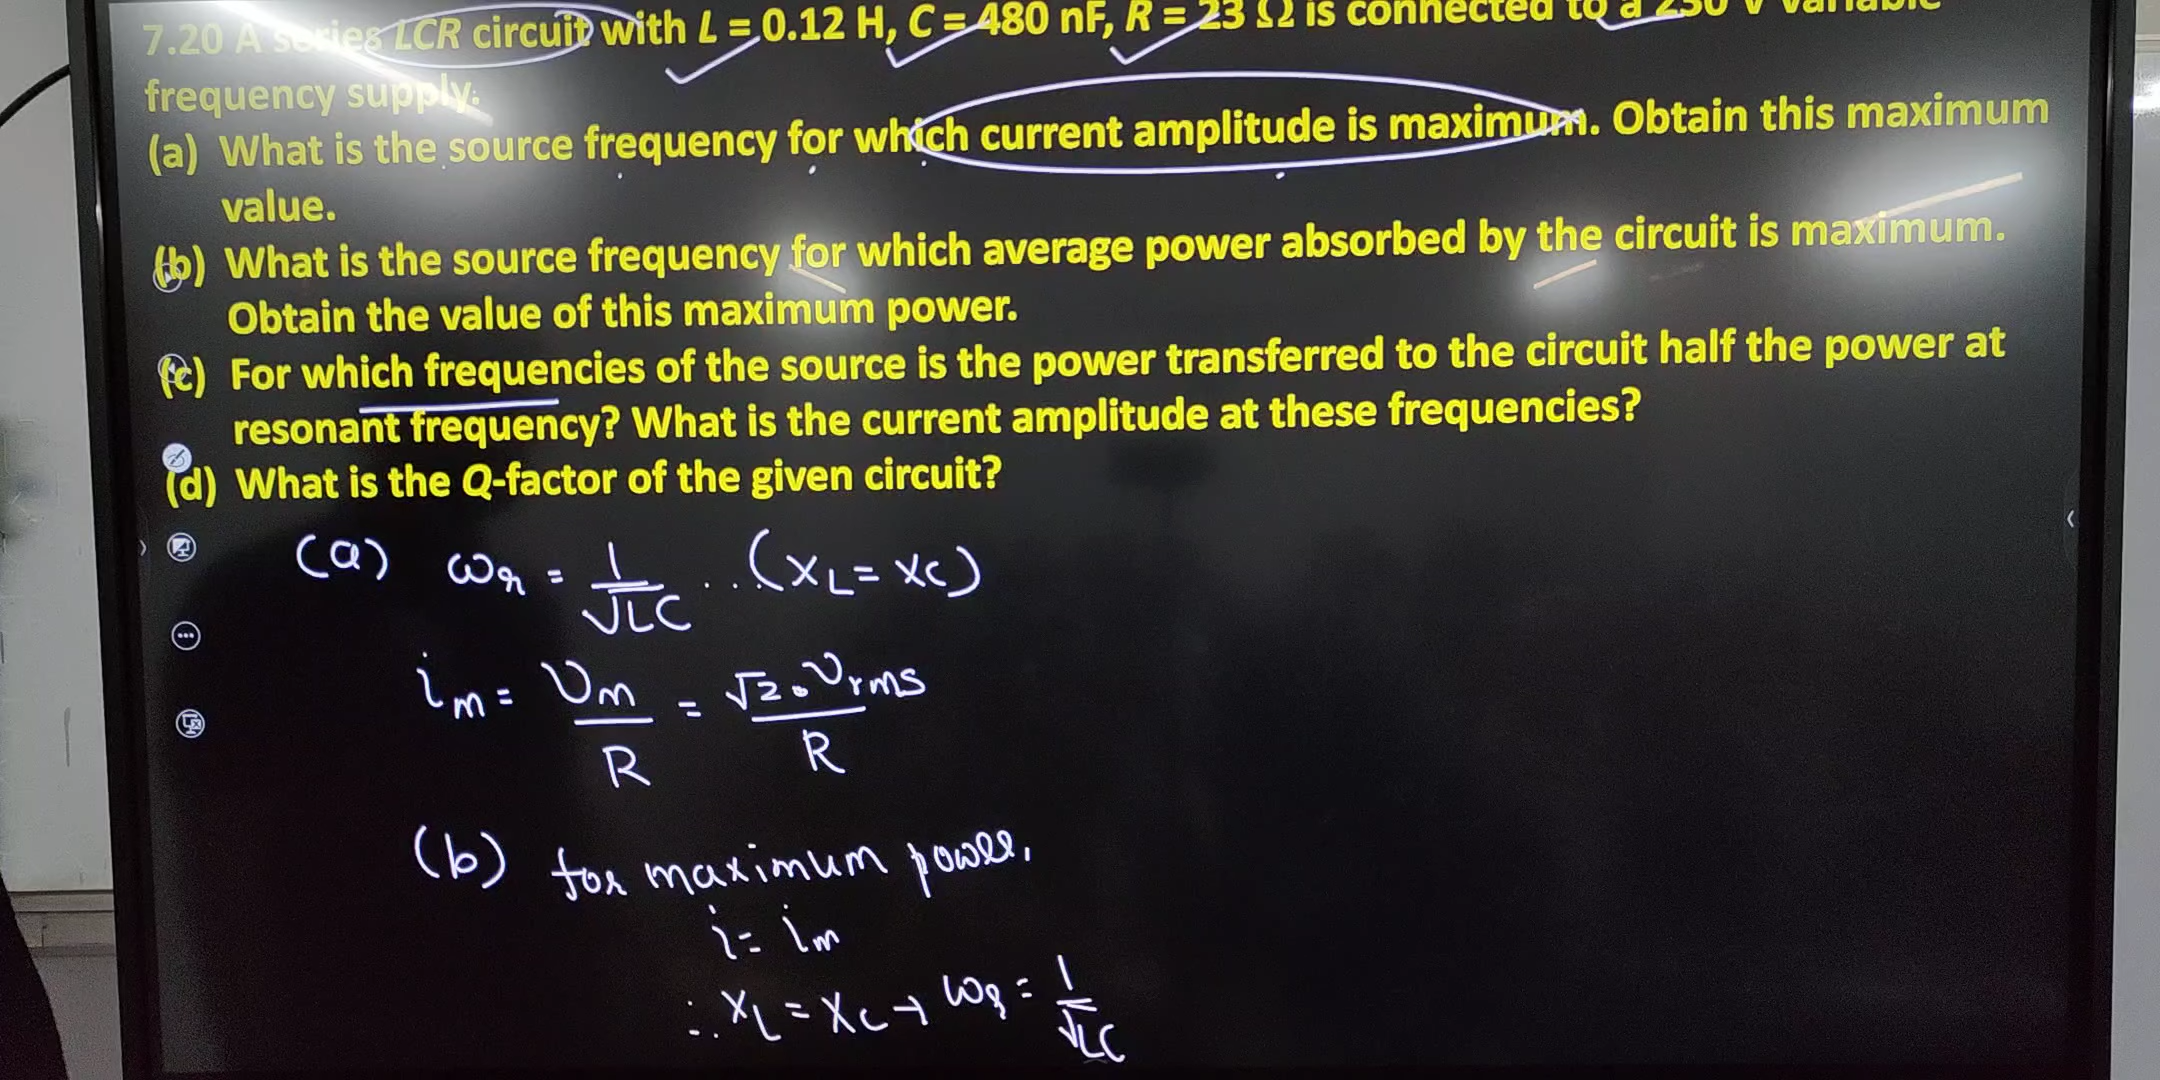 7.20 A series LCR circuit with L = 0.12 H, C = 480 nF, R = 23 Ω is connected to a 230 V variable
frequency supply.
(a) What is the source frequency for which current amplitude is maximum. Obtain this maximum
value.
(b) What is the source frequency for which average power absorbed by the circuit is maximum.
Obtain the value of this maximum power.
(c) For which frequencies of the source is the power transferred to the circuit half the power at
resonant frequency? What is the current amplitude at these frequencies?
(d) What is the Q-factor of the given circuit?
(a) ωr = 1/√LC ..(XL = XC)
im = υm/R = √2.υrms/R
(b) for maximum power,
i = im
∴ XL = XC → ωr = 1/√LC